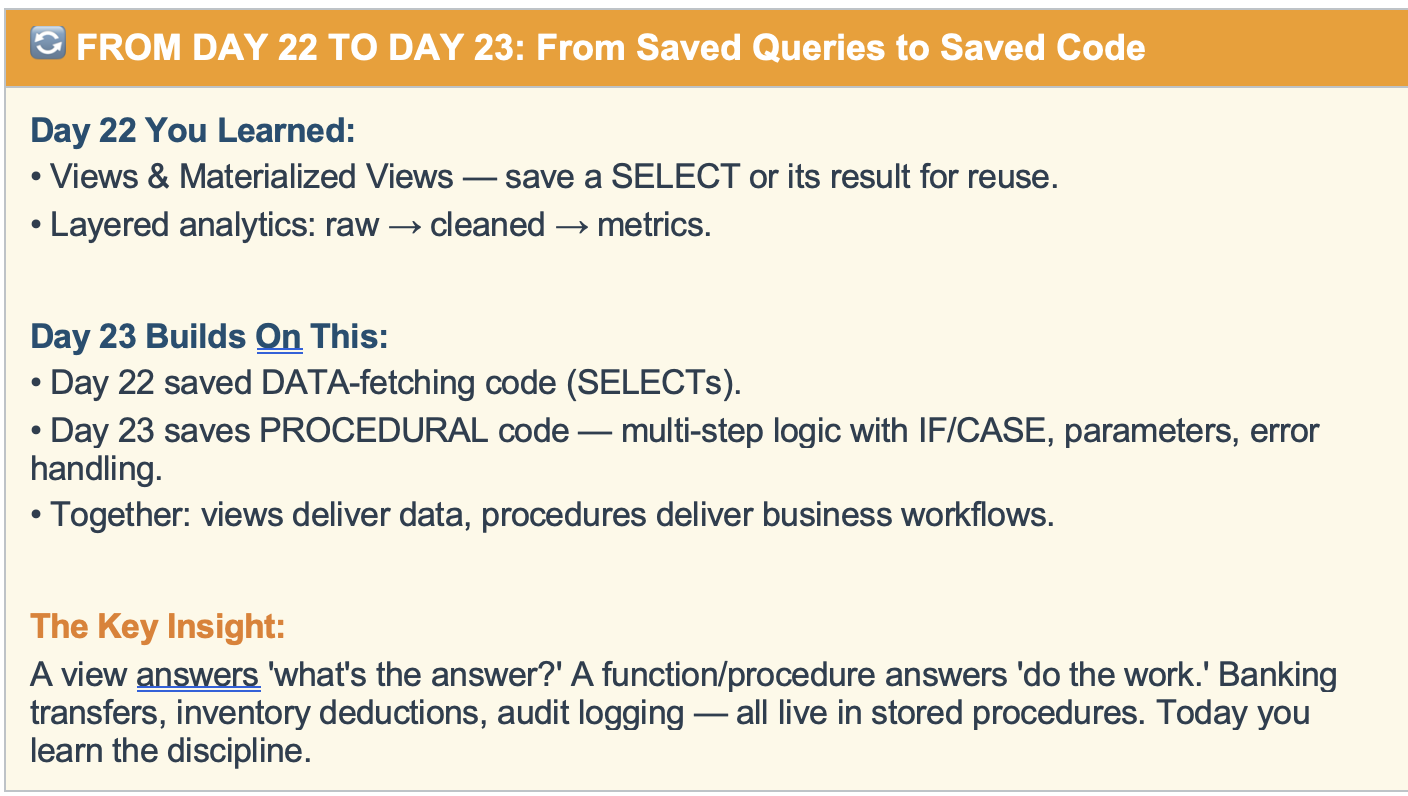 FROM DAY 22 TO DAY 23: From Saved Queries to Saved Code
Day 22 You Learned:
• Views & Materialized Views — save a SELECT or its result for reuse.
• Layered analytics: raw → cleaned → metrics.
Day 23 Builds On This:
• Day 22 saved DATA-fetching code (SELECTs).
• Day 23 saves PROCEDURAL code — multi-step logic with IF/CASE, parameters, error
handling.
• Together: views deliver data, procedures deliver business workflows.
The Key Insight:
A view answers 'what's the answer?' A function/procedure answers 'do the work.' Banking
transfers, inventory deductions, audit logging — all live in stored procedures. Today you
learn the discipline.